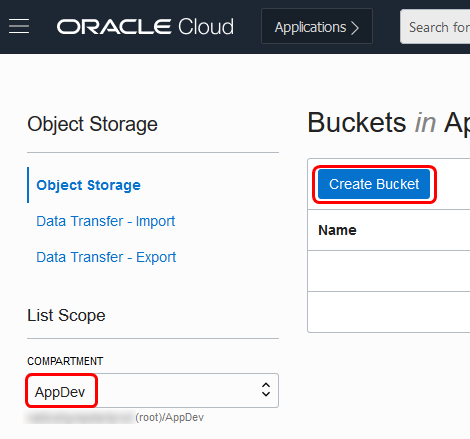 ORACLE Cloud
Applications
Search for
Object Storage
Object Storage
Data Transfer - Import
Data Transfer - Export
List Scope
COMPARTMENT
AppDev
(root)/AppDev
Buckets in Ap
Create Bucket
Name